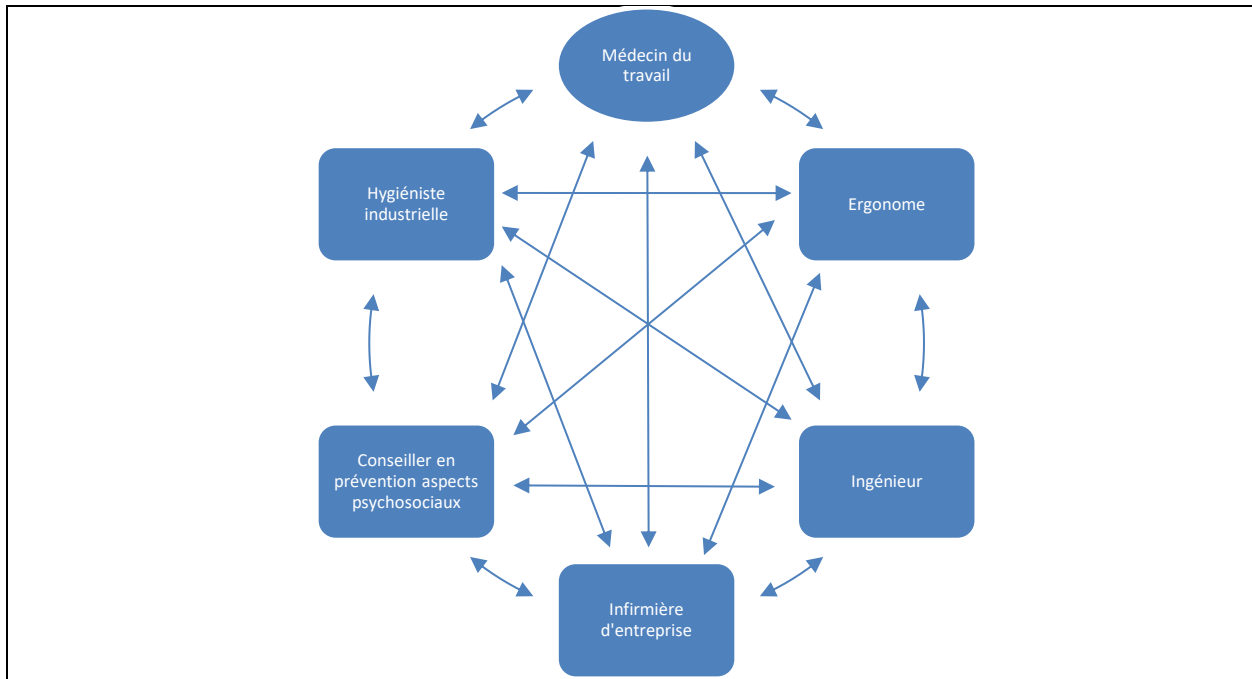 Médecin du
travail
Hygiéniste
industrielle
Ergonome
Conseiller en
prévention aspects
psychosociaux
Ingénieur
Infirmière
d'entreprise